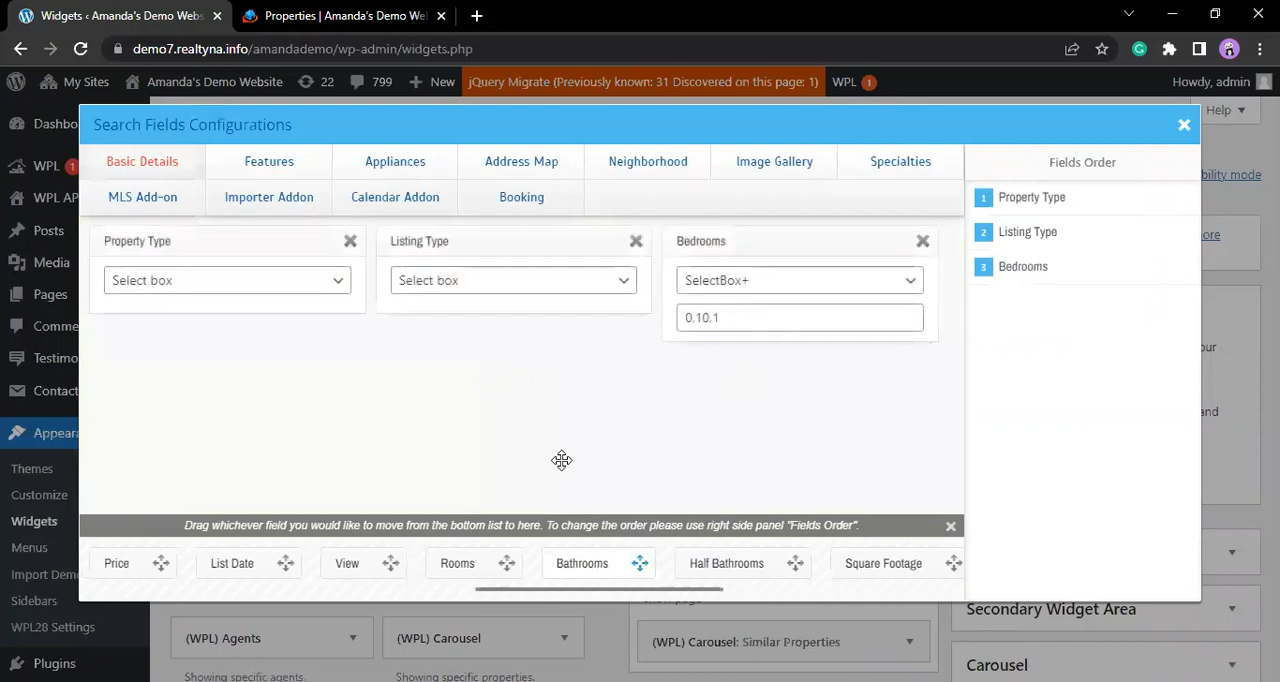 Widgets ‹ Amanda's Demo Webs
Properties | Amanda's Demo We
demo7.realtyna.info/amandademo/wp-admin/widgets.php
My Sites
Amanda's Demo Website
22
799
New
jQuery Migrate (Previously known: 31 Discovered on this page: 1)
WPL 1
Howdy, admin
Help
Dashbo
WPL 1
WPL AP
Posts
Media
Pages
Comme
Testimo
Contact
Appeara
Themes
Customize
Widgets
Menus
Import Demo
Sidebars
WPL28 Settings
Plugins
Search Fields Configurations
Basic Details
Features
Appliances
Address Map
Neighborhood
Image Gallery
Specialties
MLS Add-on
Importer Addon
Calendar Addon
Booking
Fields Order
1 Property Type
2 Listing Type
3 Bedrooms
Property Type
Select box
Listing Type
Select box
Bedrooms
SelectBox+
0,10,1
Drag whichever field you would like to move from the bottom list to here. To change the order please use right side panel "Fields Order".
Price
List Date
View
Rooms
Bathrooms
Half Bathrooms
Square Footage
bility mode
ore
our
and
(WPL) Agents
Showing specific agents.
(WPL) Carousel
Showing specific properties.
(WPL) Carousel: Similar Properties
Secondary Widget Area
Carousel